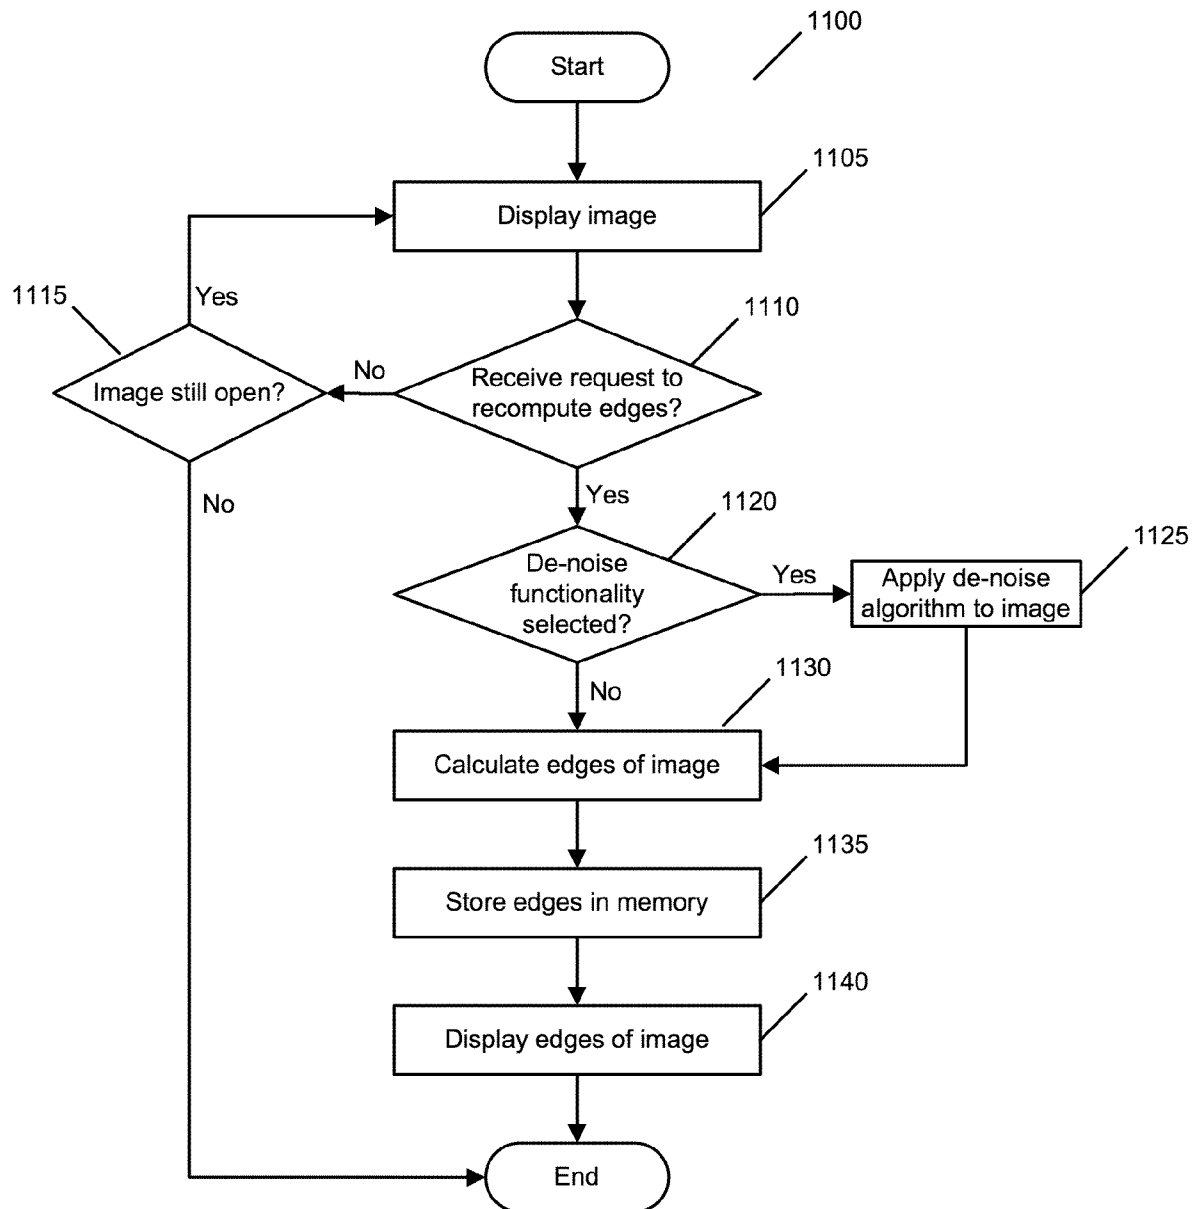 1100
Start
1105
Display image
1115
Yes
1110
Image still open?
No
Receive request to
recompute edges?
No
Yes
1120
De-noise
functionality
selected?
Yes
1125
Apply de-noise
algorithm to image
No
1130
Calculate edges of image
1135
Store edges in memory
1140
Display edges of image
End